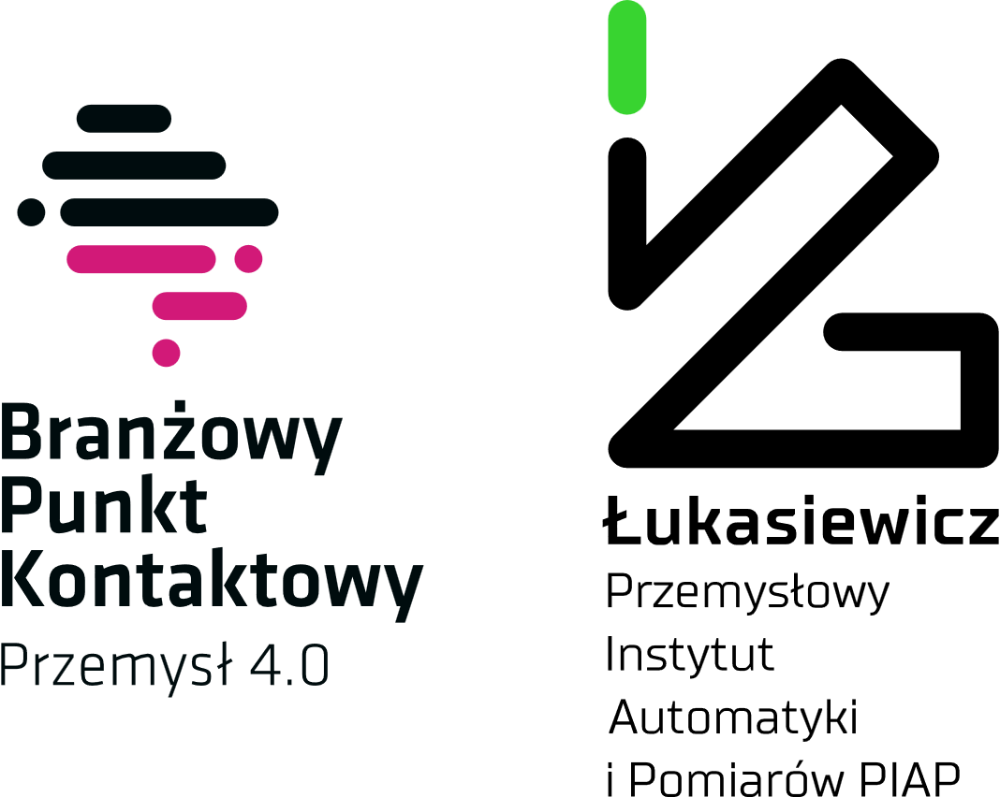 Branżowy
Punkt
Kontaktowy
Przemysł 4.0
Łukasiewicz
Przemysłowy
Instytut
Automatyki
i Pomiarów PIAP